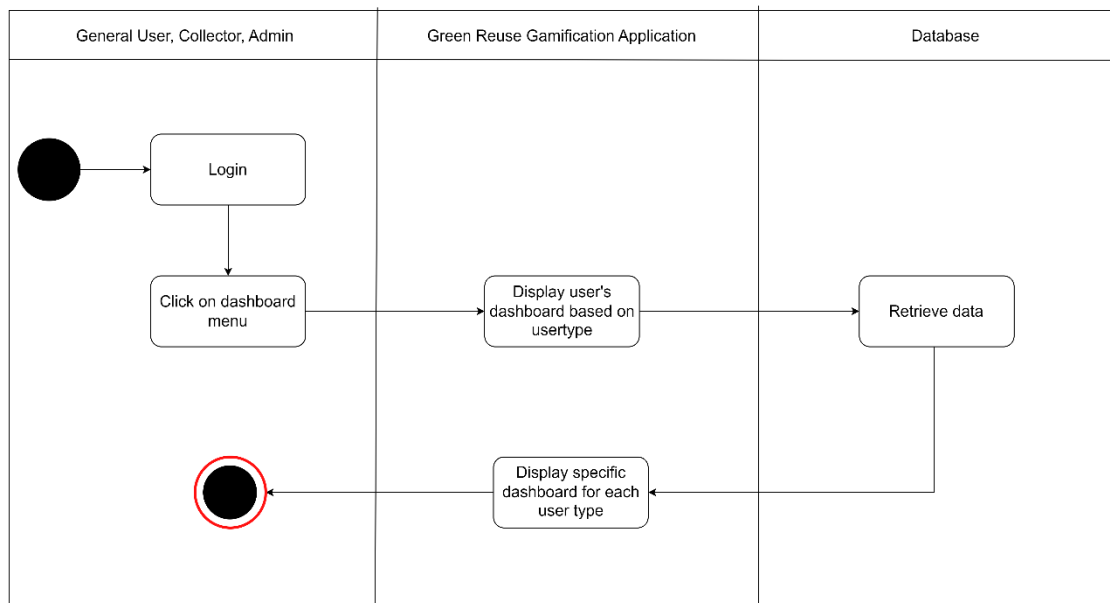 General User, Collector, Admin
Green Reuse Gamification Application
Database
Login
Click on dashboard
menu
Display user's
dashboard based on
usertype
Retrieve data
Display specific
dashboard for each
user type